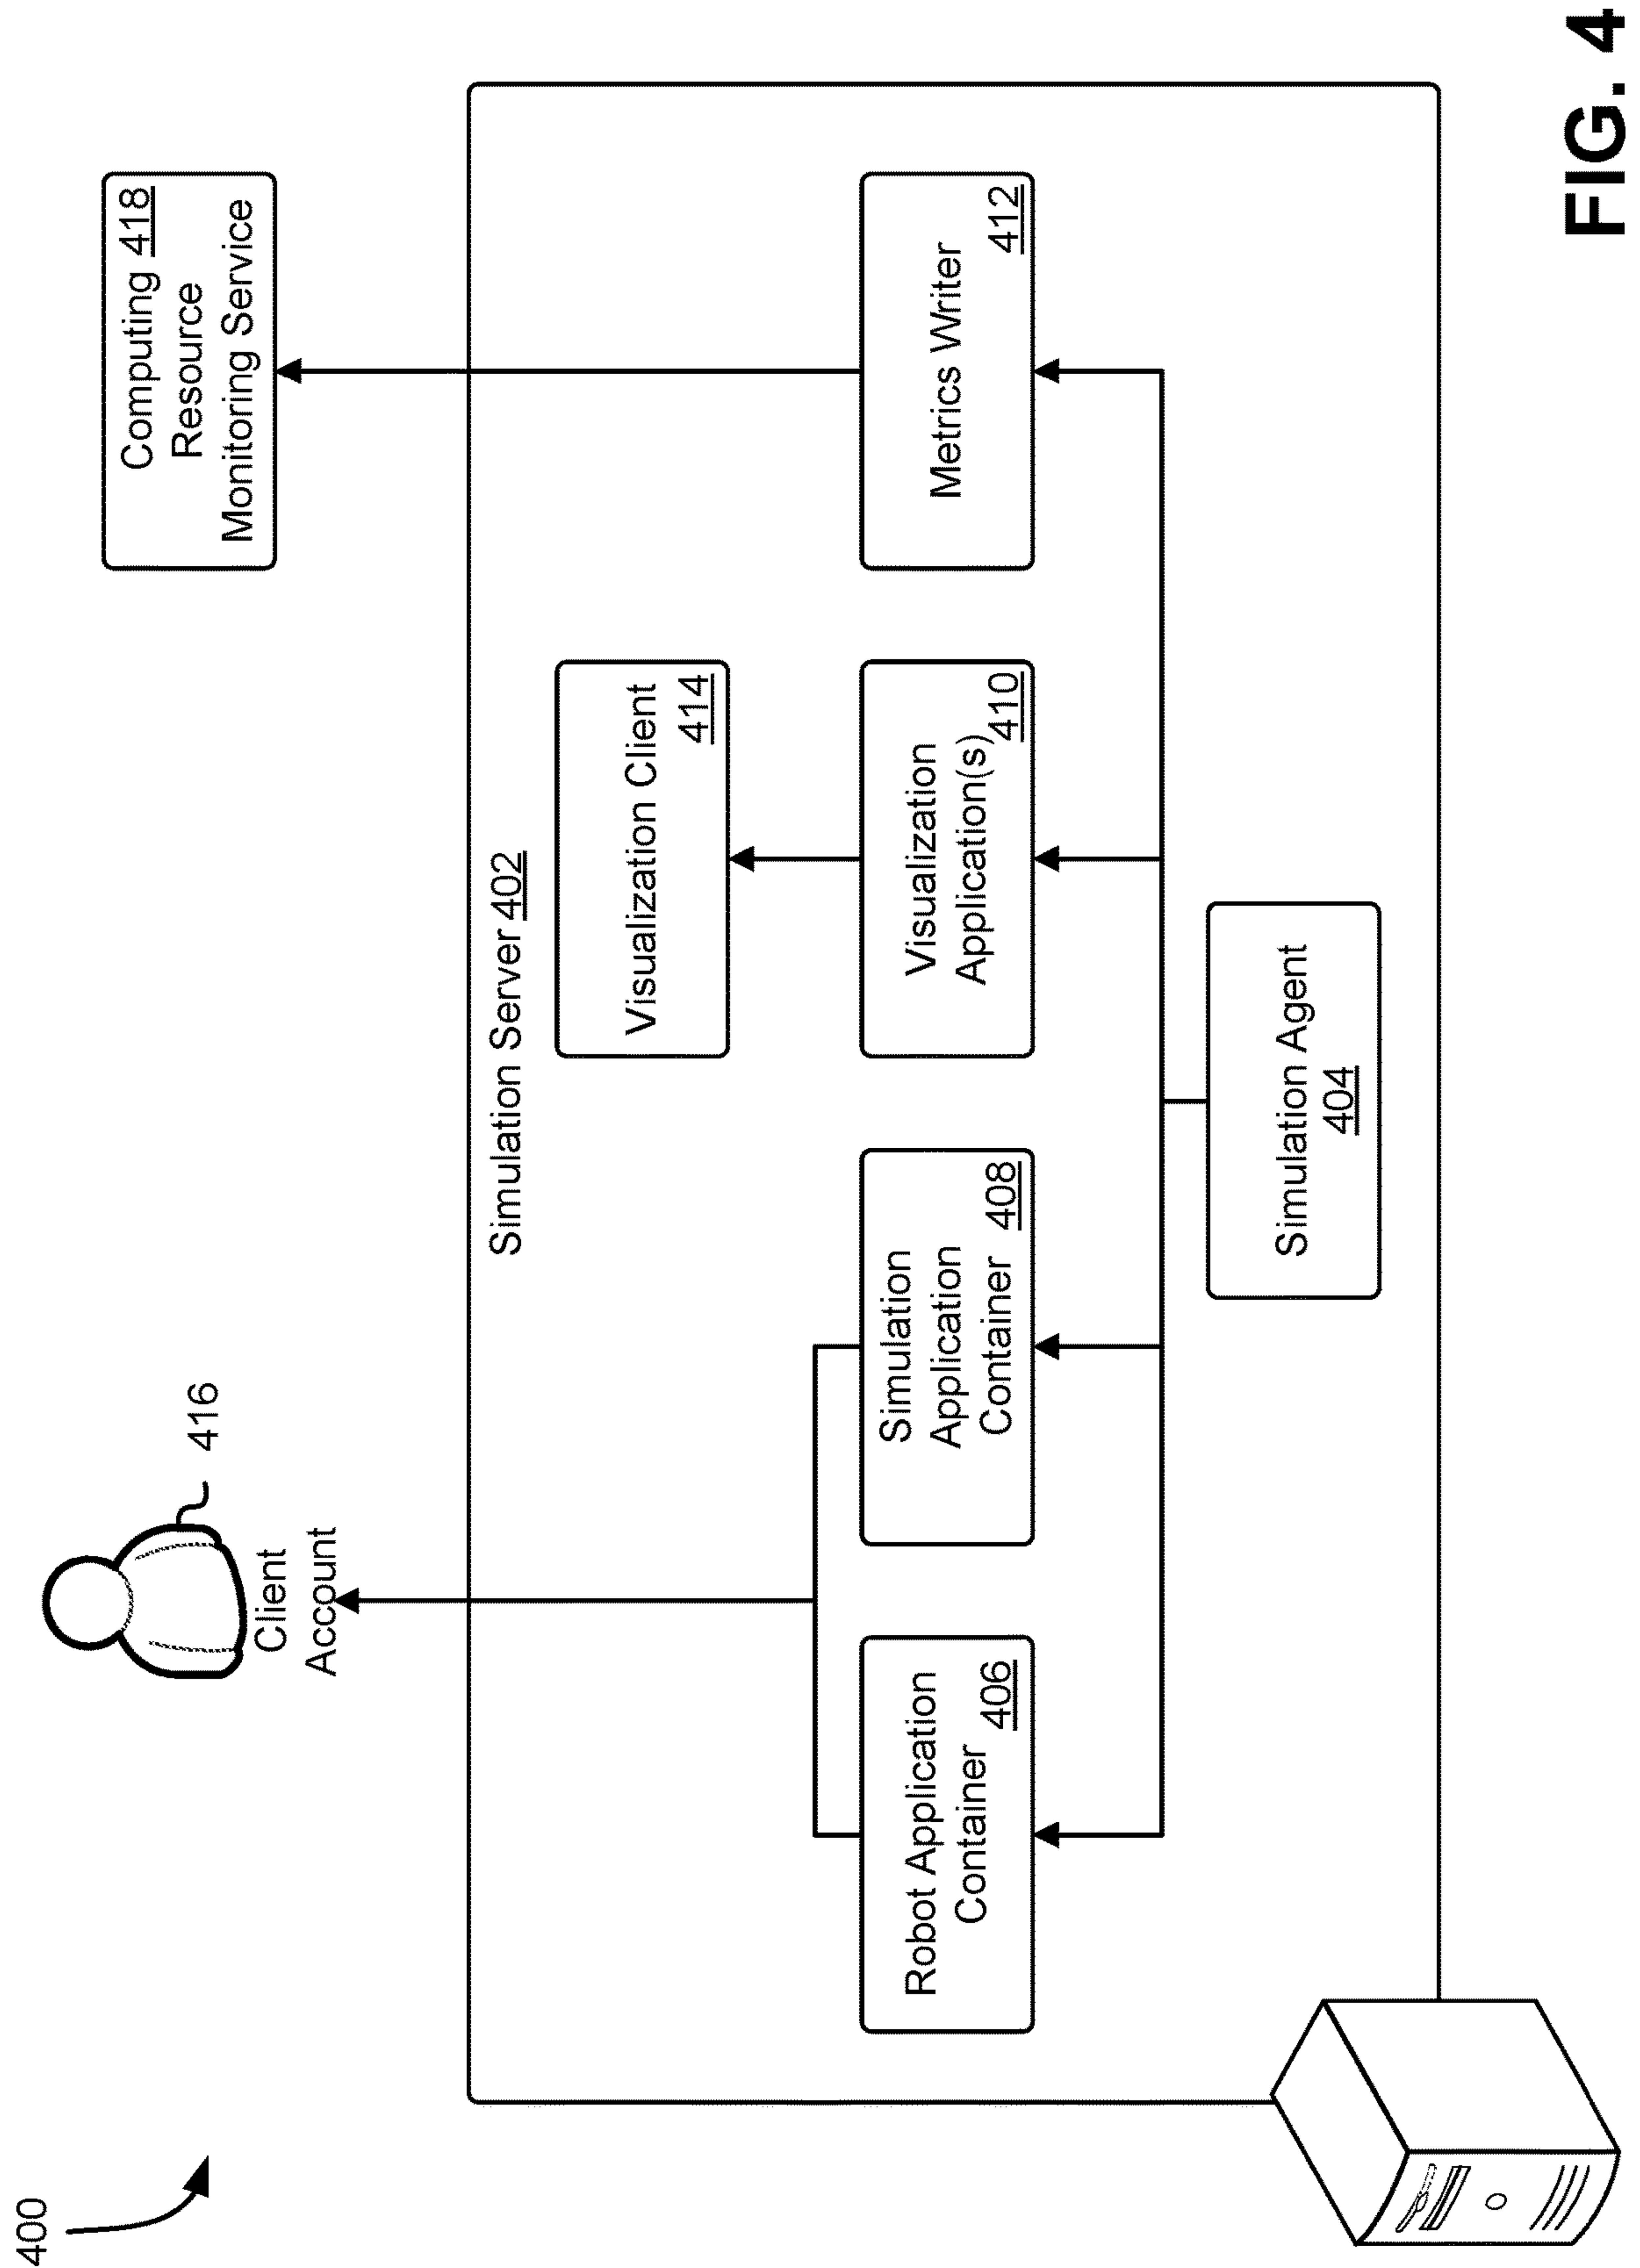 400
416
Client
Account
Computing 418
Resource
Monitoring Service
Simulation Server 402
Visualization Client
414
Robot Application
Container
406
Simulation
Application
Container 408
Visualization
Application(s)
410
Metrics Writer
412
Simulation Agent
404
FIG. 4